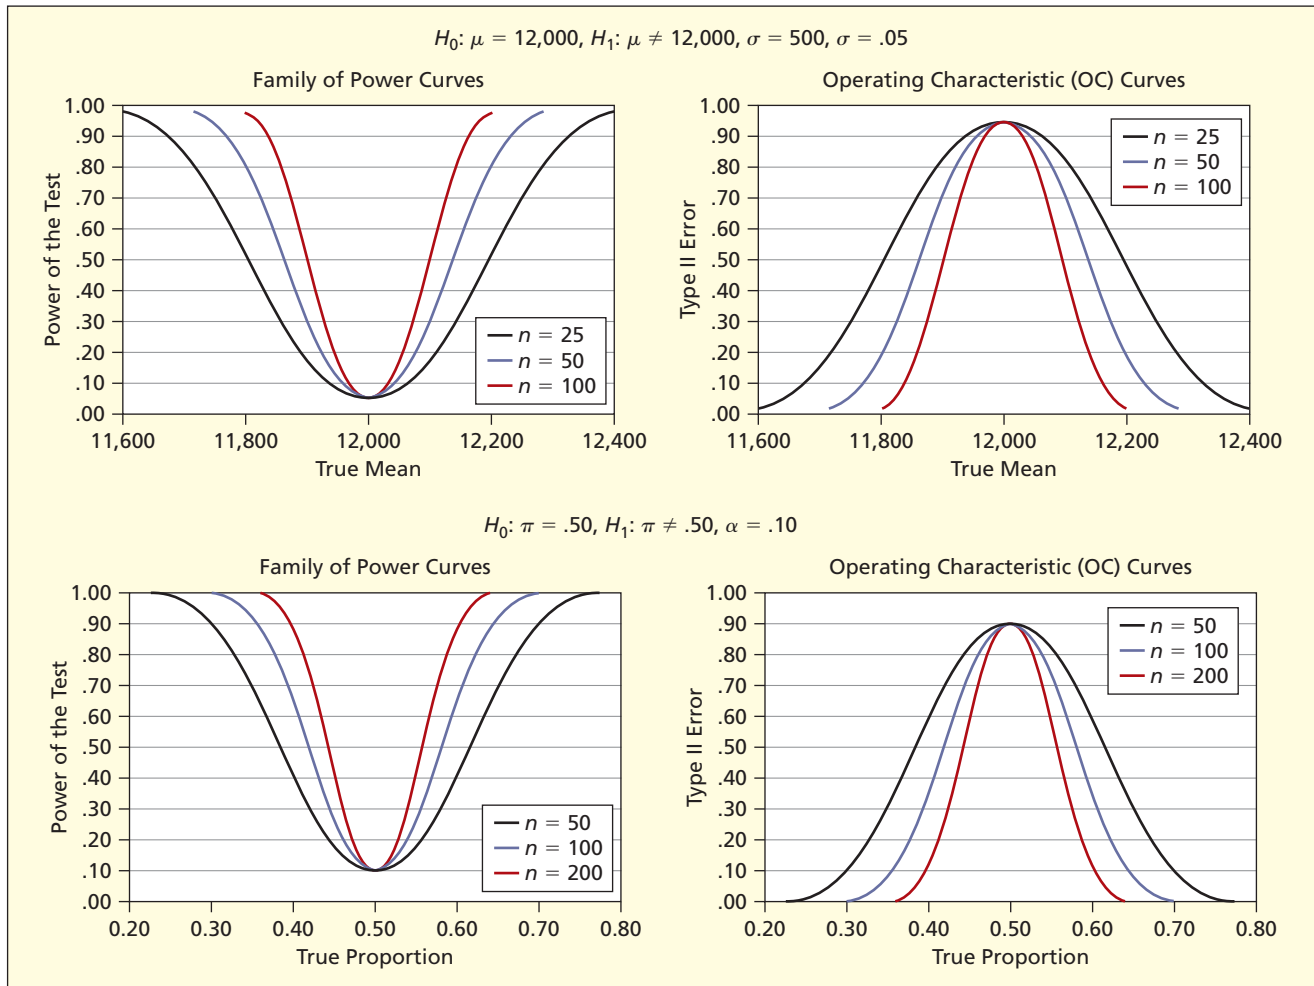 H0: μ = 12,000, H1: μ ≠ 12,000, σ = 500, σ = .05
Family of Power Curves
Power of the Test
1.00
.90
.80
.70
.60
.50
.40
.30
.20
.10
.00
n = 25
n = 50
n = 100
11,600 11,800 12,000 12,200 12,400
True Mean
Operating Characteristic (OC) Curves
Type II Error
1.00
.90
.80
.70
.60
.50
.40
.30
.20
.10
.00
n = 25
n = 50
n = 100
11,600 11,800 12,000 12,200 12,400
True Mean
H0: π = .50, H1: π ≠ .50, α = .10
Family of Power Curves
Power of the Test
1.00
.90
.80
.70
.60
.50
.40
.30
.20
.10
.00
n = 50
n = 100
n = 200
0.20 0.30 0.40 0.50 0.60 0.70 0.80
True Proportion
Operating Characteristic (OC) Curves
Type II Error
1.00
.90
.80
.70
.60
.50
.40
.30
.20
.10
.00
n = 50
n = 100
n = 200
0.20 0.30 0.40 0.50 0.60 0.70 0.80
True Proportion